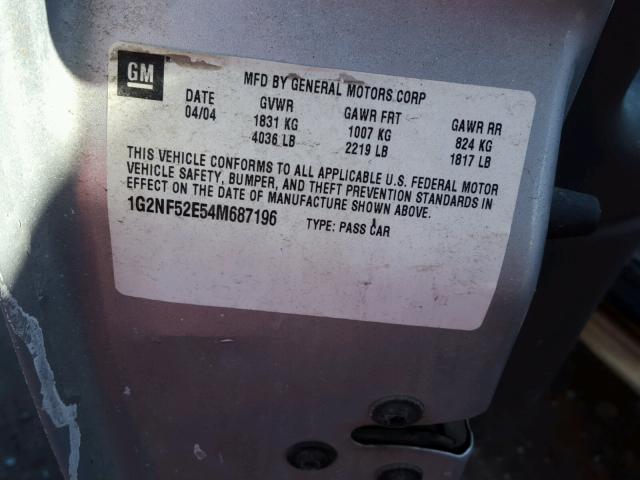 GM
MFD BY GENERAL MOTORS CORP
DATE GVWR GAWR FRT GAWR RR
04/04 1831 KG 1007 KG 824 KG
4036 LB 2219 LB 1817 LB
THIS VEHICLE CONFORMS TO ALL APPLICABLE U.S. FEDERAL MOTOR
VEHICLE SAFETY, BUMPER, AND THEFT PREVENTION STANDARDS IN
EFFECT ON THE DATE OF MANUFACTURE SHOWN ABOVE.
1G2NF52E54M687196 TYPE: PASS CAR